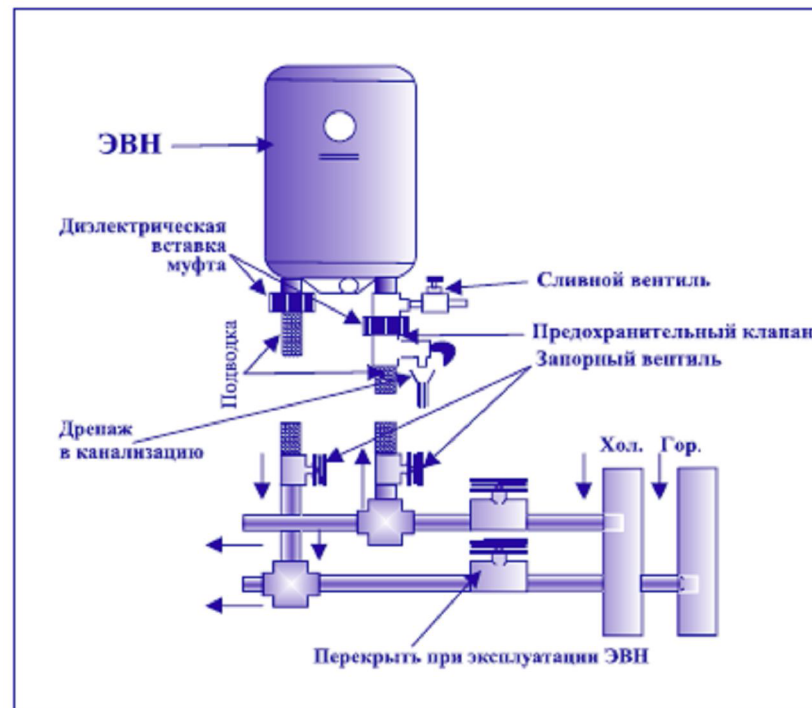 ЭВН
Диэлектрическая
вставка
муфта
Сливной вентиль
Предохранительный клапан
Запорный вентиль
Подводка
Дренаж
в канализацию
Хол.
Гор.
Перекрыть при эксплуатации ЭВН